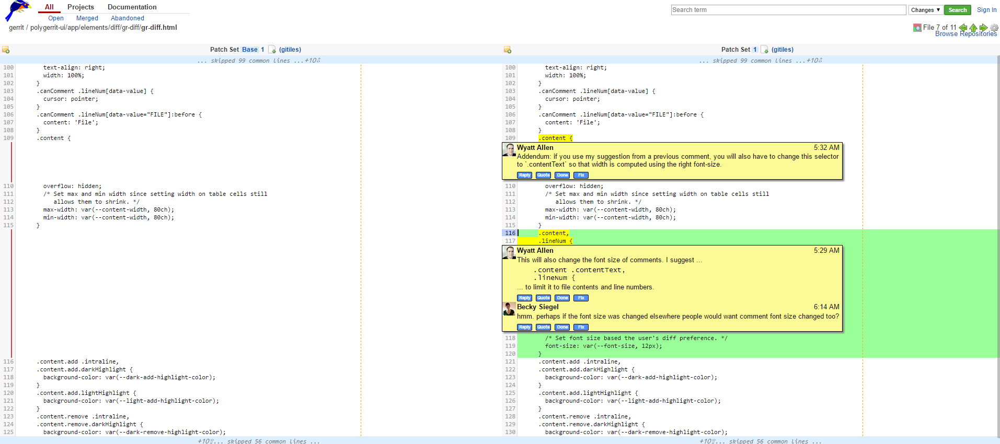 All Projects Documentation
Open Merged Abandoned
Search term Changes ▼ Search Sign In
gerrit / polygerrit-ui/app/elements/diff/gr-diff/gr-diff.html
File 7 of 11
Browse Repositories
Patch Set Base 1 (gitiles)
... skipped 99 common lines ...+10⇩
100 text-align: right;
101 width: 100%;
102 }
103 .canComment .lineNum[data-value] {
104 cursor: pointer;
105 }
106 .canComment .lineNum[data-value="FILE"]:before {
107 content: 'File';
108 }
109 .content {
110 overflow: hidden;
111 /* Set max and min width since setting width on table cells still
112 allows them to shrink. */
113 max-width: var(--content-width, 80ch);
114 min-width: var(--content-width, 80ch);
115 }
116 .content.add .intraline,
117 .content.add.darkHighlight {
118 background-color: var(--dark-add-highlight-color);
119 }
120 .content.add.lightHighlight {
121 background-color: var(--light-add-highlight-color);
122 }
123 .content.remove .intraline,
124 .content.remove.darkHighlight {
125 background-color: var(--dark-remove-highlight-color);
+10⇧... skipped 56 common lines ...
Patch Set 1 (gitiles)
... skipped 99 common lines ...+10⇩
100 text-align: right;
101 width: 100%;
102 }
103 .canComment .lineNum[data-value] {
104 cursor: pointer;
105 }
106 .canComment .lineNum[data-value="FILE"]:before {
107 content: 'File';
108 }
109 .content {
Wyatt Allen 5:32 AM
Addendum: if you use my suggestion from a previous comment, you will also have to change this selector
to `.contentText` so that width is computed using the right font-size.
Reply Quote Done Fix
110 overflow: hidden;
111 /* Set max and min width since setting width on table cells still
112 allows them to shrink. */
113 max-width: var(--content-width, 80ch);
114 min-width: var(--content-width, 80ch);
115 }
116 .content,
117 .lineNum {
Wyatt Allen 5:29 AM
This will also change the font size of comments. I suggest ...
.content .contentText,
.lineNum {
... to limit it to file contents and line numbers.
Reply Quote Done Fix
Becky Siegel 6:14 AM
hmm. perhaps if the font size was changed elsewhere people would want comment font size changed too?
Reply Quote Done Fix
118 /* Set font size based the user's diff preference. */
119 font-size: var(--font-size, 12px);
120 }
121 .content.add .intraline,
122 .content.add.darkHighlight {
123 background-color: var(--dark-add-highlight-color);
124 }
125 .content.add.lightHighlight {
126 background-color: var(--light-add-highlight-color);
127 }
128 .content.remove .intraline,
129 .content.remove.darkHighlight {
130 background-color: var(--dark-remove-highlight-color);
+10⇧... skipped 56 common lines ...